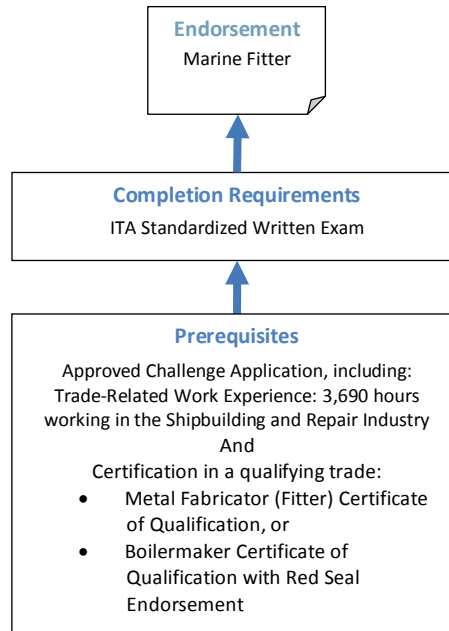 Endorsement
Marine Fitter
Completion Requirements
ITA Standardized Written Exam
Prerequisites
Approved Challenge Application, including:
Trade-Related Work Experience: 3,690 hours
working in the Shipbuilding and Repair Industry
And
Certification in a qualifying trade:
• Metal Fabricator (Fitter) Certificate
of Qualification, or
• Boilermaker Certificate of
Qualification with Red Seal
Endorsement